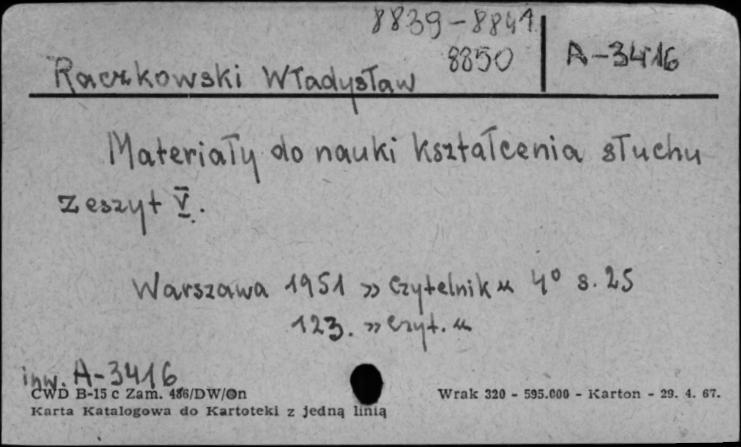 8839-8841
8850
A-3416
Raczkowski Władysław
Materiały do nauki kształcenia słuchu
Zeszyt V.
Warszawa 1951 »Czytelnik« 4° s. 25
123. »Czyt.«
inw. A-3416
CWD B-15 c Zam. 486/DW/On
Wrak 320 - 595.000 - Karton - 29. 4. 67.
Karta Katalogowa do Kartoteki z jedną linią